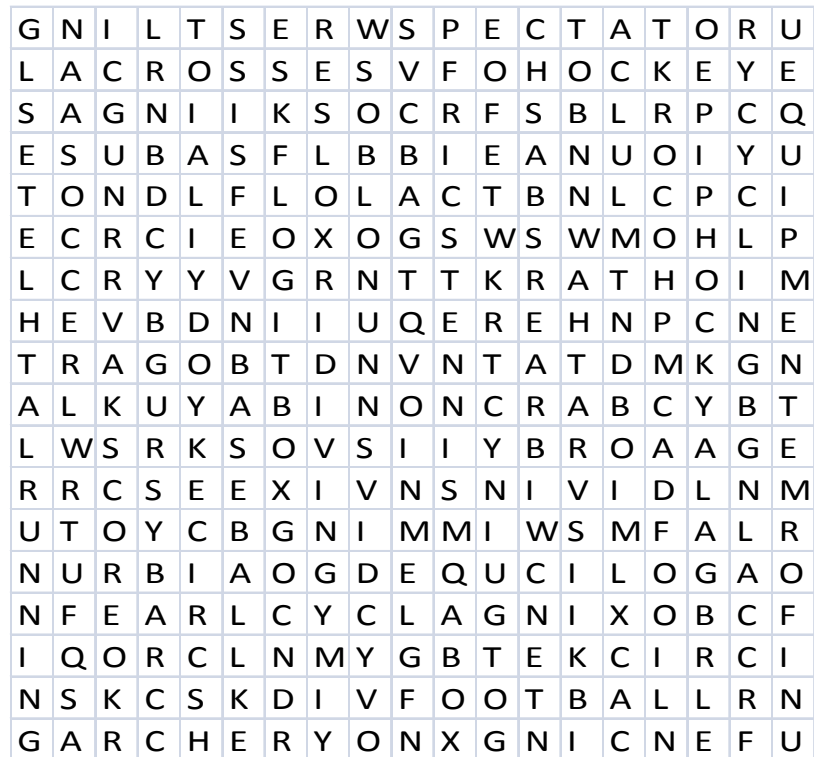 G N I L T S E R W S P E C T A T O R U
L A C R O S S E S V F O H O C K E Y E
S A G N I I K S O C R F S B L R P C Q
E S U B A S F L B B I E A N U O I Y U
T O N D L F L O L A C T B N L C P C I
E C R C I E O X O G S W S W M O H L P
L C R Y Y V G R N T T K R A T H O I M
H E V B D N I I U Q E R E H N P C N E
T R A G O B T D N V N T A T D M K G N
A L K U Y A B I N O N C R A B C Y B T
L W S R K S O V S I I Y B R O A A G E
R R C S E E X I V N S N I V I D L N M
U T O Y C B G N I M M I W S M F A L R
N U R B I A O G D E Q U C I L O G A O
N F E A R L C Y C L A G N I X O B C F
I Q O R C L N M Y G B T E K C I R C I
N S K C S K D I V F O O T B A L L R N
G A R C H E R Y O N X G N I C N E F U